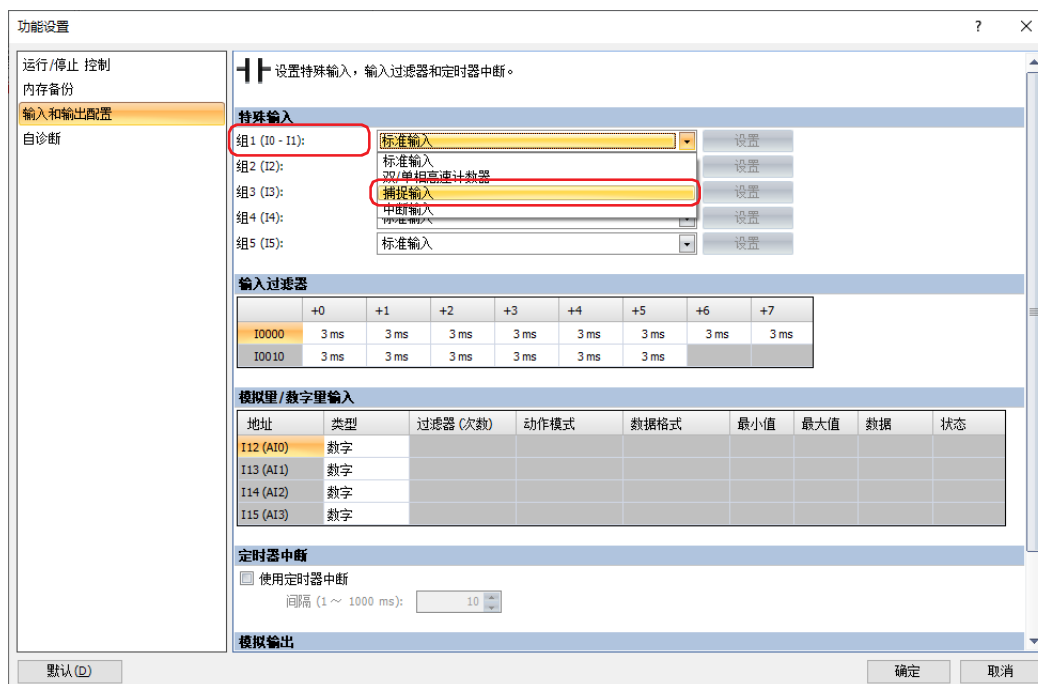 功能设置 ? ×
运行/停止 控制
内存备份
输入和输出配置
自诊断
设置特殊输入，输入过滤器和定时器中断。
特殊输入
组1 (I0 - I1): 标准输入 设置
标准输入
双/单相高速计数器
捕捉输入
中断输入
组2 (I2): 设置
组3 (I3): 设置
组4 (I4): 标准输入 设置
组5 (I5): 标准输入 设置
输入过滤器
+0 +1 +2 +3 +4 +5 +6 +7
I0000 3 ms 3 ms 3 ms 3 ms 3 ms 3 ms 3 ms 3 ms
I0010 3 ms 3 ms 3 ms 3 ms 3 ms 3 ms
模拟量/数字里输入
地址 类型 过滤器 (次数) 动作模式 数据格式 最小值 最大值 数据 状态
I12 (AI0) 数字
I13 (AI1) 数字
I14 (AI2) 数字
I15 (AI3) 数字
定时器中断
使用定时器中断
间隔 (1～ 1000 ms): 10
模拟输出
默认(D) 确定 取消